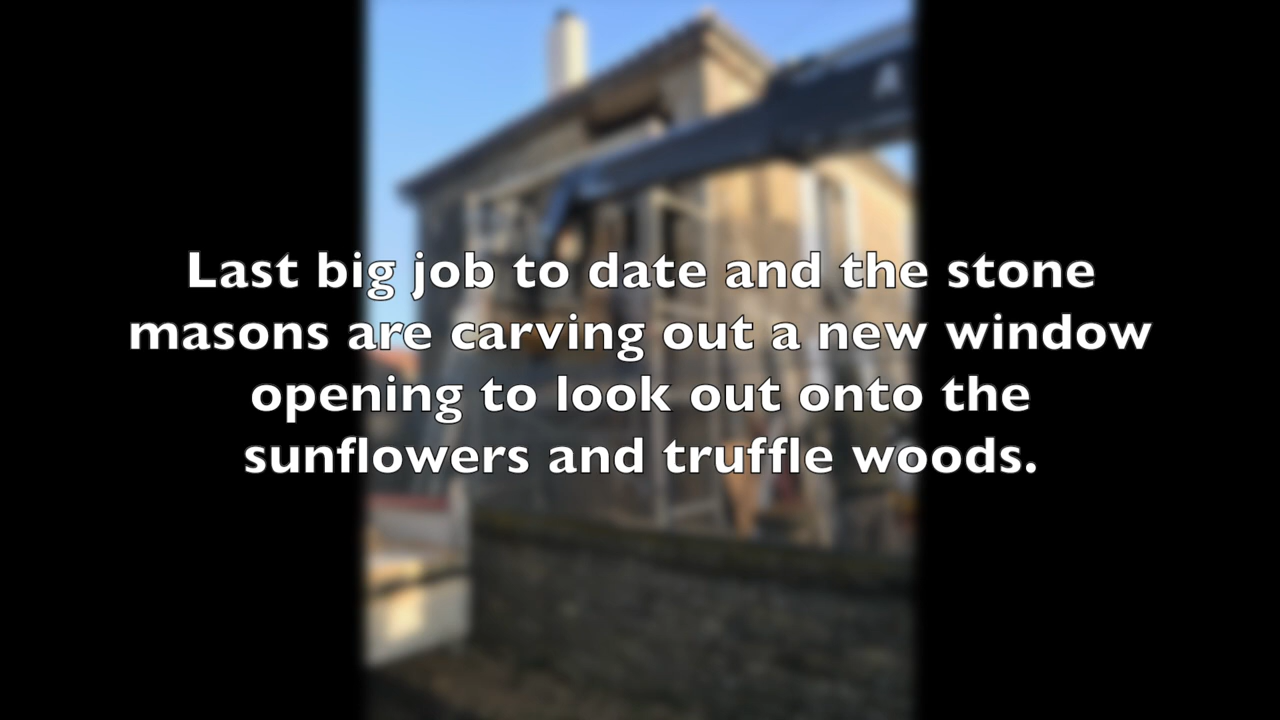 Last big job to date and the stone
masons are carving out a new window
opening to look out onto the
sunflowers and truffle woods.